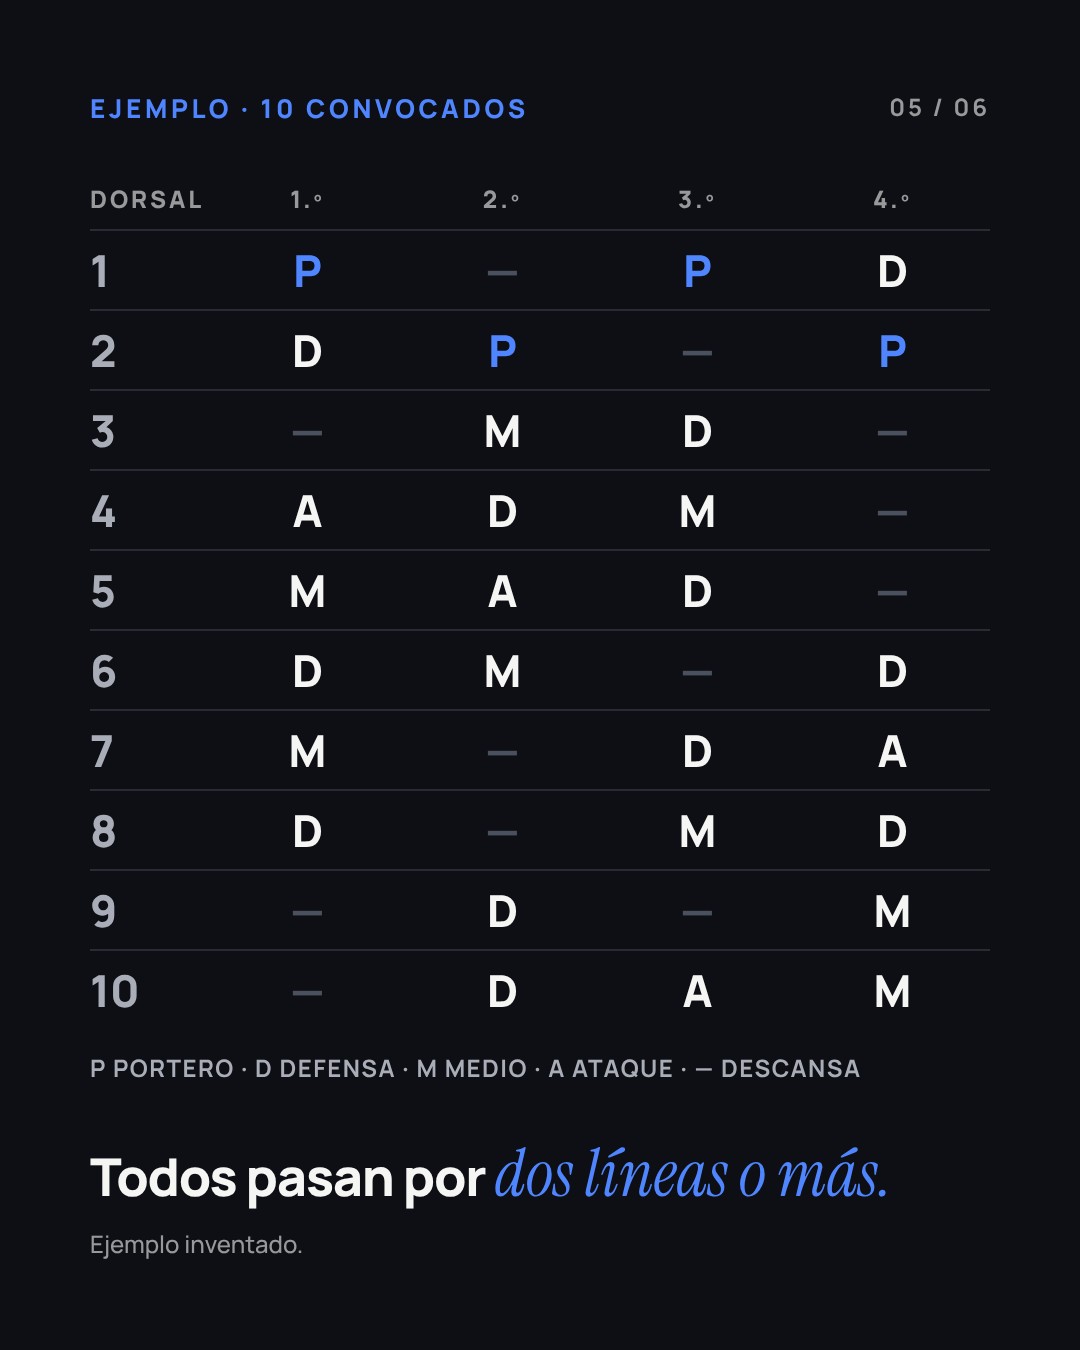 EJEMPLO · 10 CONVOCADOS 05 / 06
DORSAL 1.º 2.º 3.º 4.º
1 P — P D
2 D P — P
3 — M D —
4 A D M —
5 M A D —
6 D M — D
7 M — D A
8 D — M D
9 — D — M
10 — D A M
P PORTERO · D DEFENSA · M MEDIO · A ATAQUE · — DESCANSA
Todos pasan por dos líneas o más.
Ejemplo inventado.